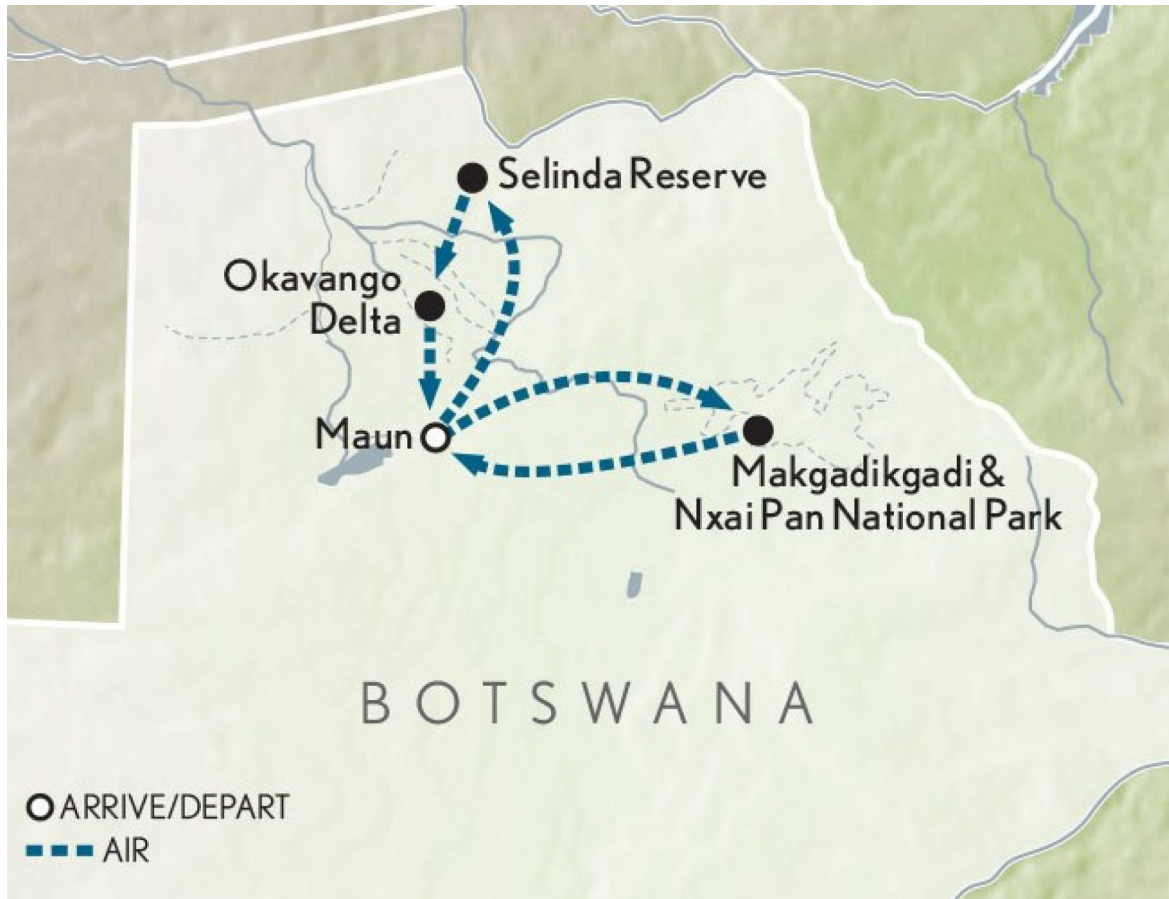 Selinda Reserve
Okavango
Delta
Maun
Makgadikgadi &
Nxai Pan National Park
BOTSWANA
ARRIVE/DEPART
AIR